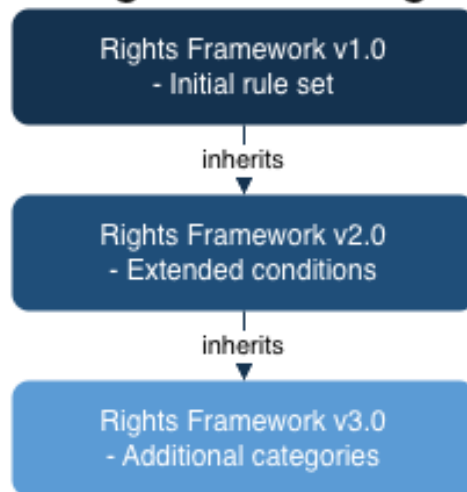 Rights Framework v1.0
- Initial rule set
inherits
Rights Framework v2.0
- Extended conditions
inherits
Rights Framework v3.0
- Additional categories